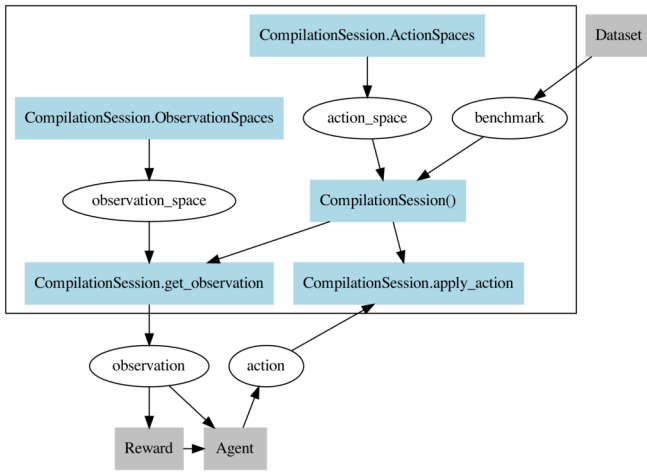 CompilationSession.ActionSpaces
Dataset
CompilationSession.ObservationSpaces
action_space
benchmark
observation_space
CompilationSession()
CompilationSession.get_observation
CompilationSession.apply_action
observation
action
Reward
Agent